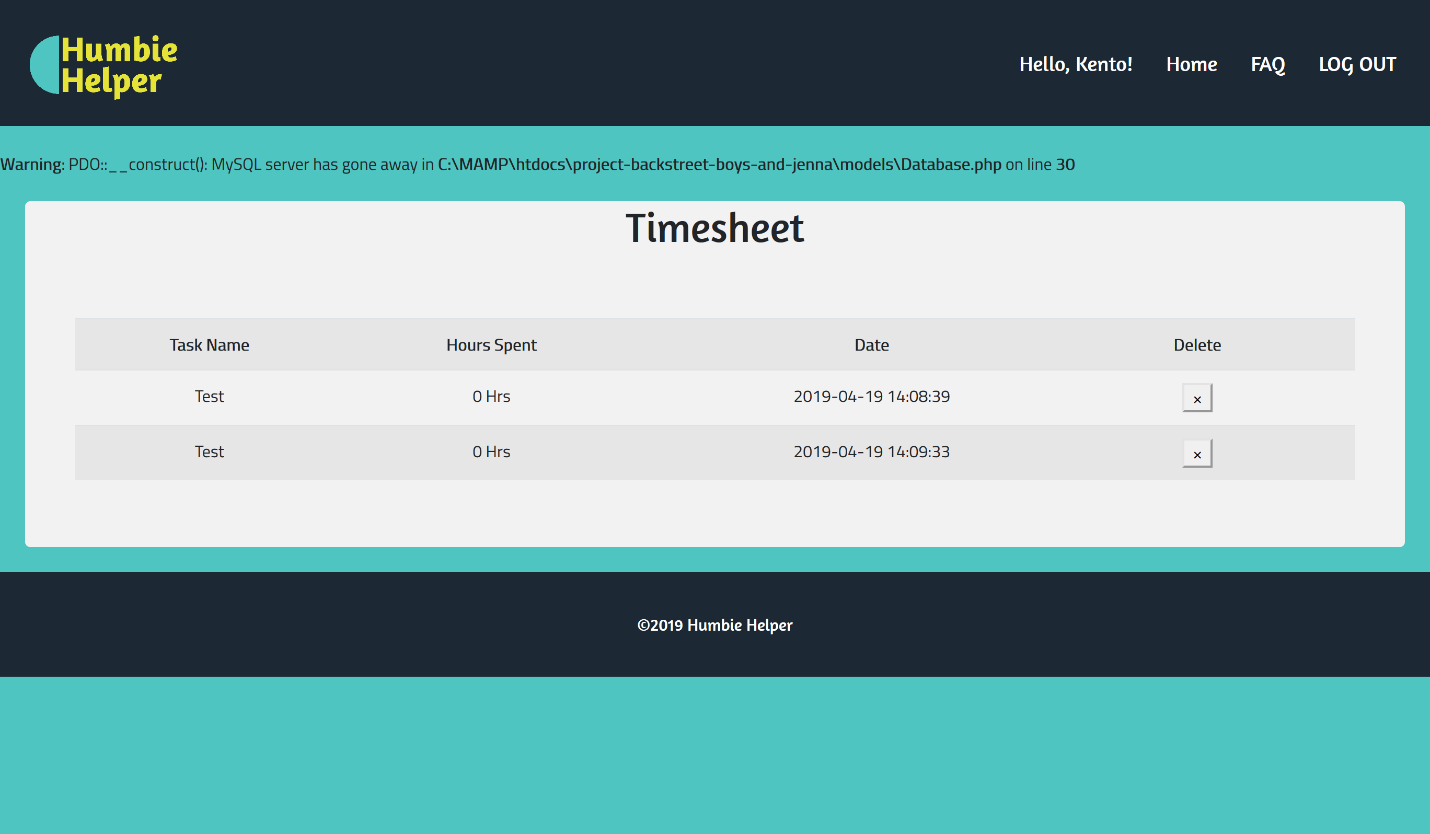 Humbie
Helper
Hello, Kento! Home FAQ LOG OUT
Warning: PDO::__construct(): MySQL server has gone away in C:\MAMP\htdocs\project-backstreet-boys-and-jenna\models\Database.php on line 30
Timesheet
Task Name Hours Spent Date Delete
Test 0 Hrs 2019-04-19 14:08:39 ×
Test 0 Hrs 2019-04-19 14:09:33 ×
©2019 Humbie Helper